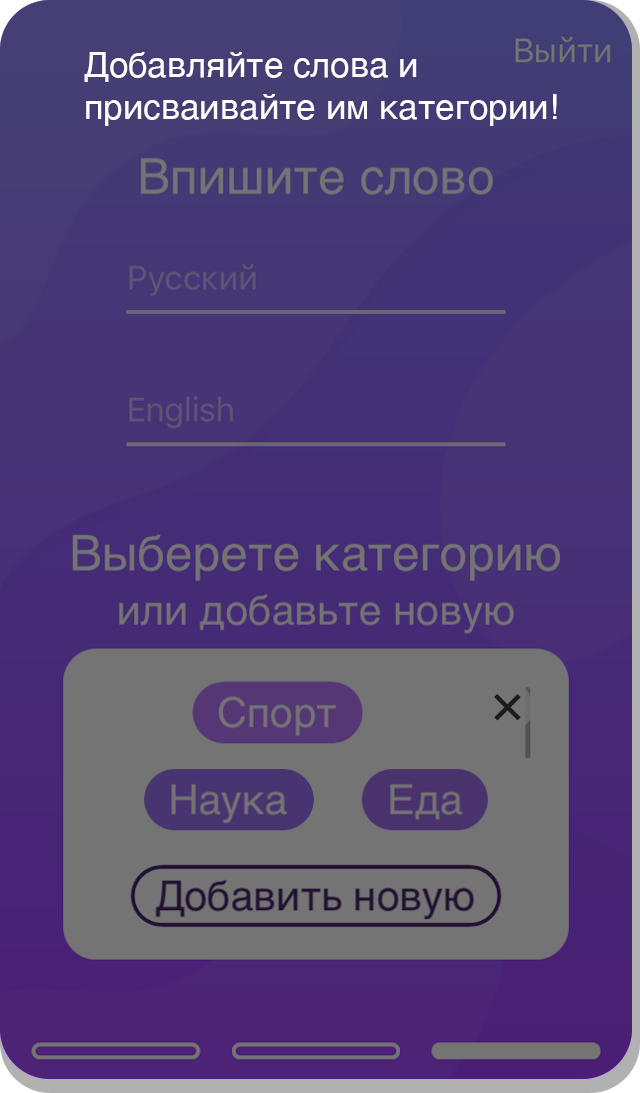 Выйти
Добавляйте слова и
присваивайте им категории!
Впишите слово
Русский
English
Выберете категорию
или добавьте новую
Спорт
Наука Еда
Добавить новую